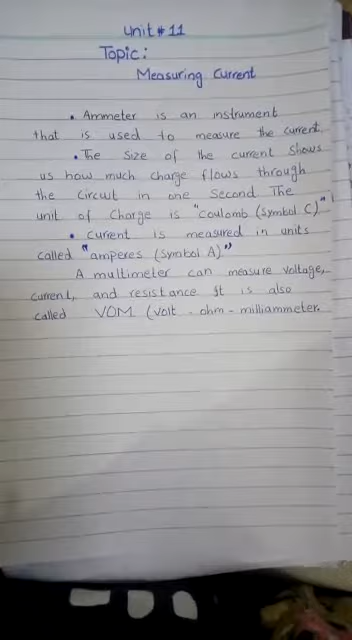 Unit # 11
Topic:
Measuring Current
• Ammeter is an instrument
that is used to measure the current.
• The size of the current shows
us how much charge flows through
the circuit in one second The
unit of charge is "coulomb (symbol C)"
• Current is measured in units
called "amperes (symbol A)"
A multimeter can measure voltage,
current, and resistance It is also
called VOM (volt - ohm - milliammeter.